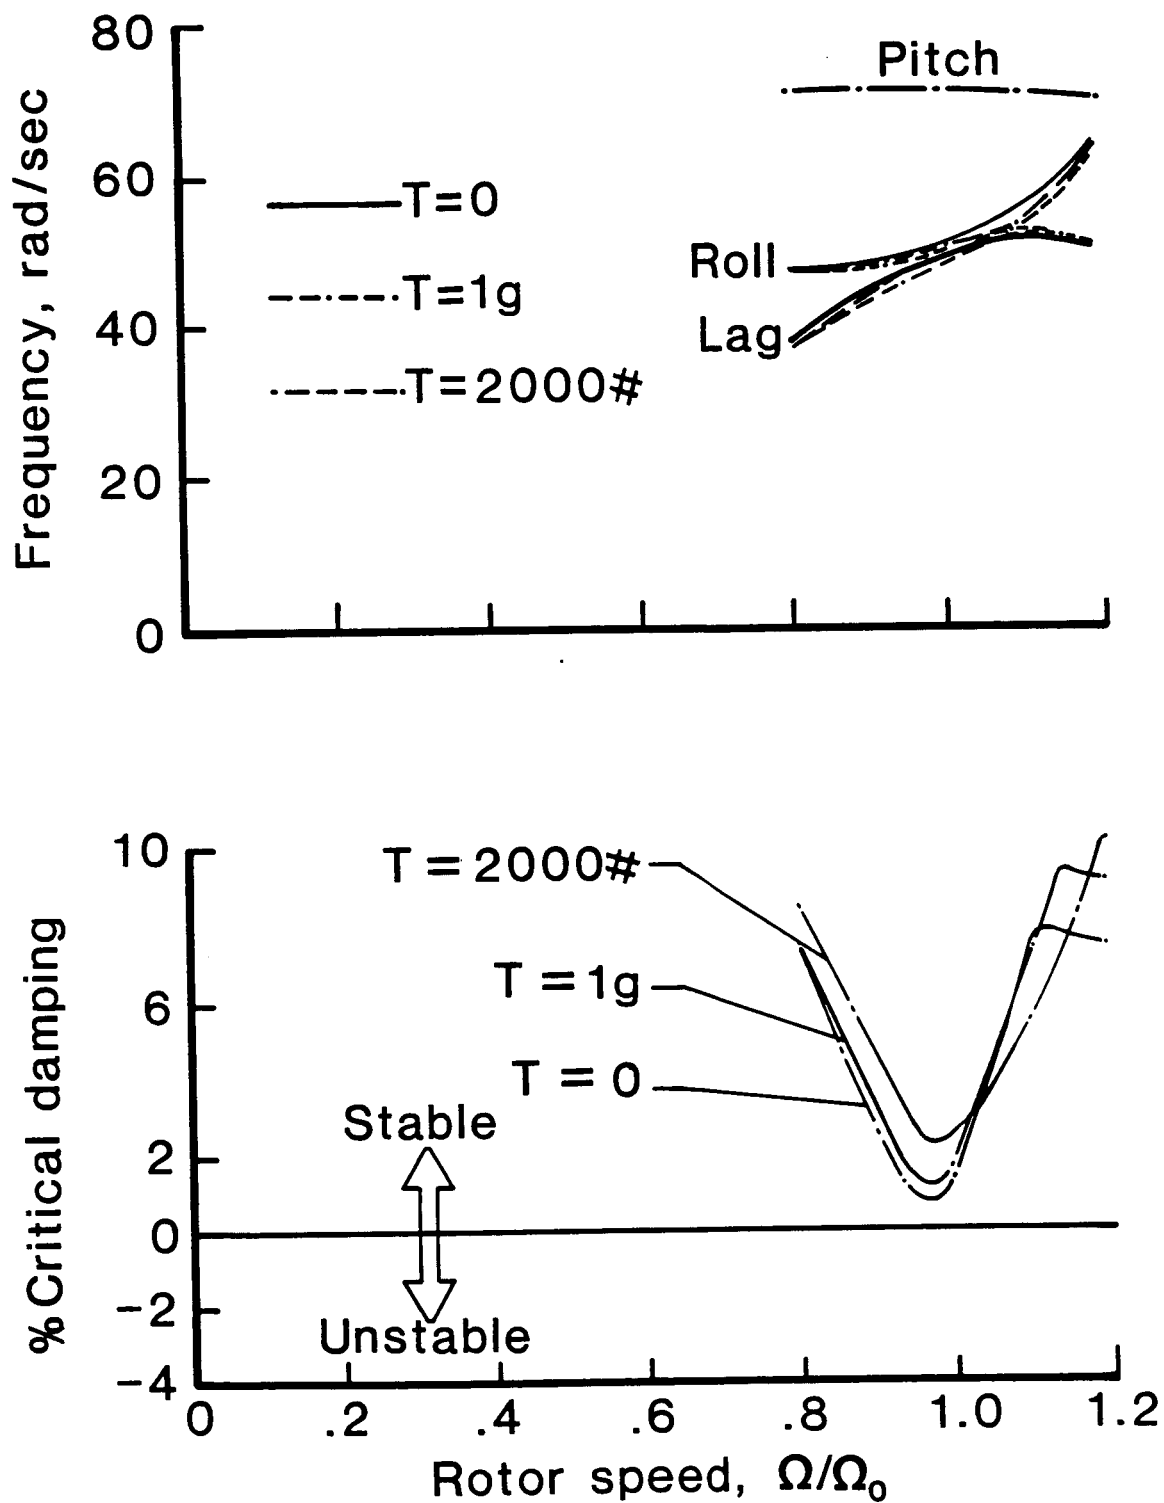 80
Pitch
Frequency, rad/sec
60
T=0
Roll
T=1g
40
Lag
T=2000#
20
0
10
T=2000#
%Critical damping
T=1g
6
T=0
Stable
2
0
-2
Unstable
-4
0 .2 .4 .6 .8 1.0 1.2
Rotor speed, Ω/Ω₀